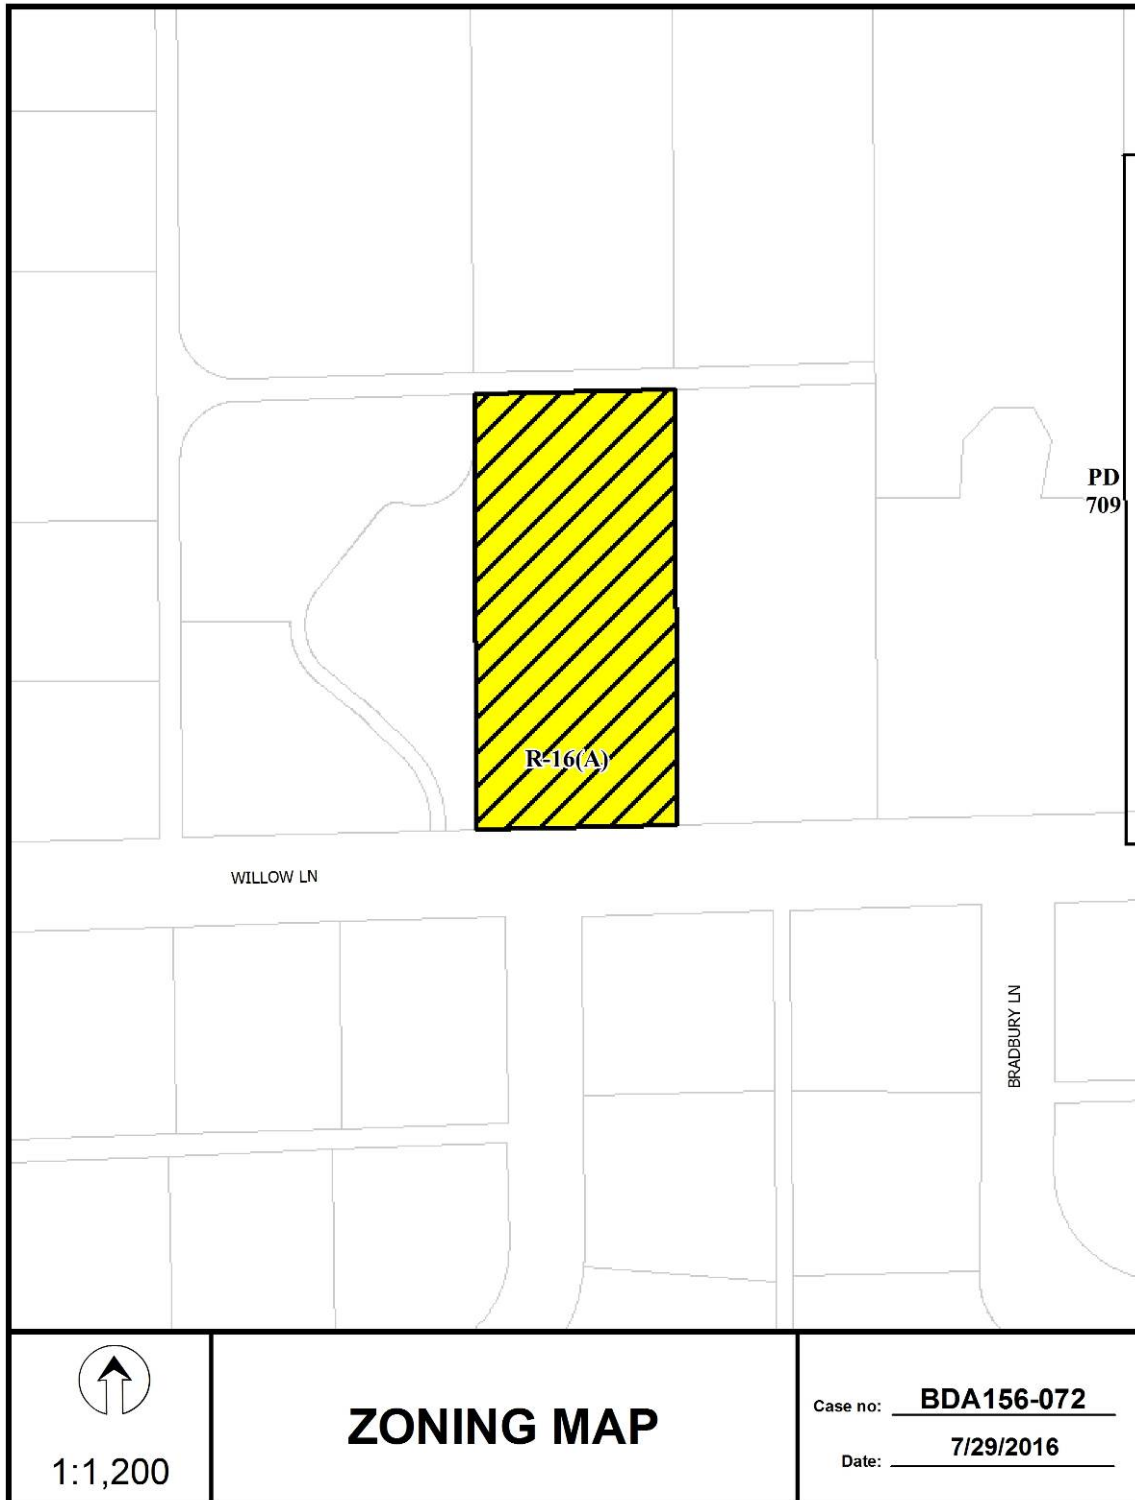 PD
709
R-16(A)
WILLOW LN
BRADBURY LN
1:1,200
ZONING MAP
Case no: BDA156-072
Date: 7/29/2016